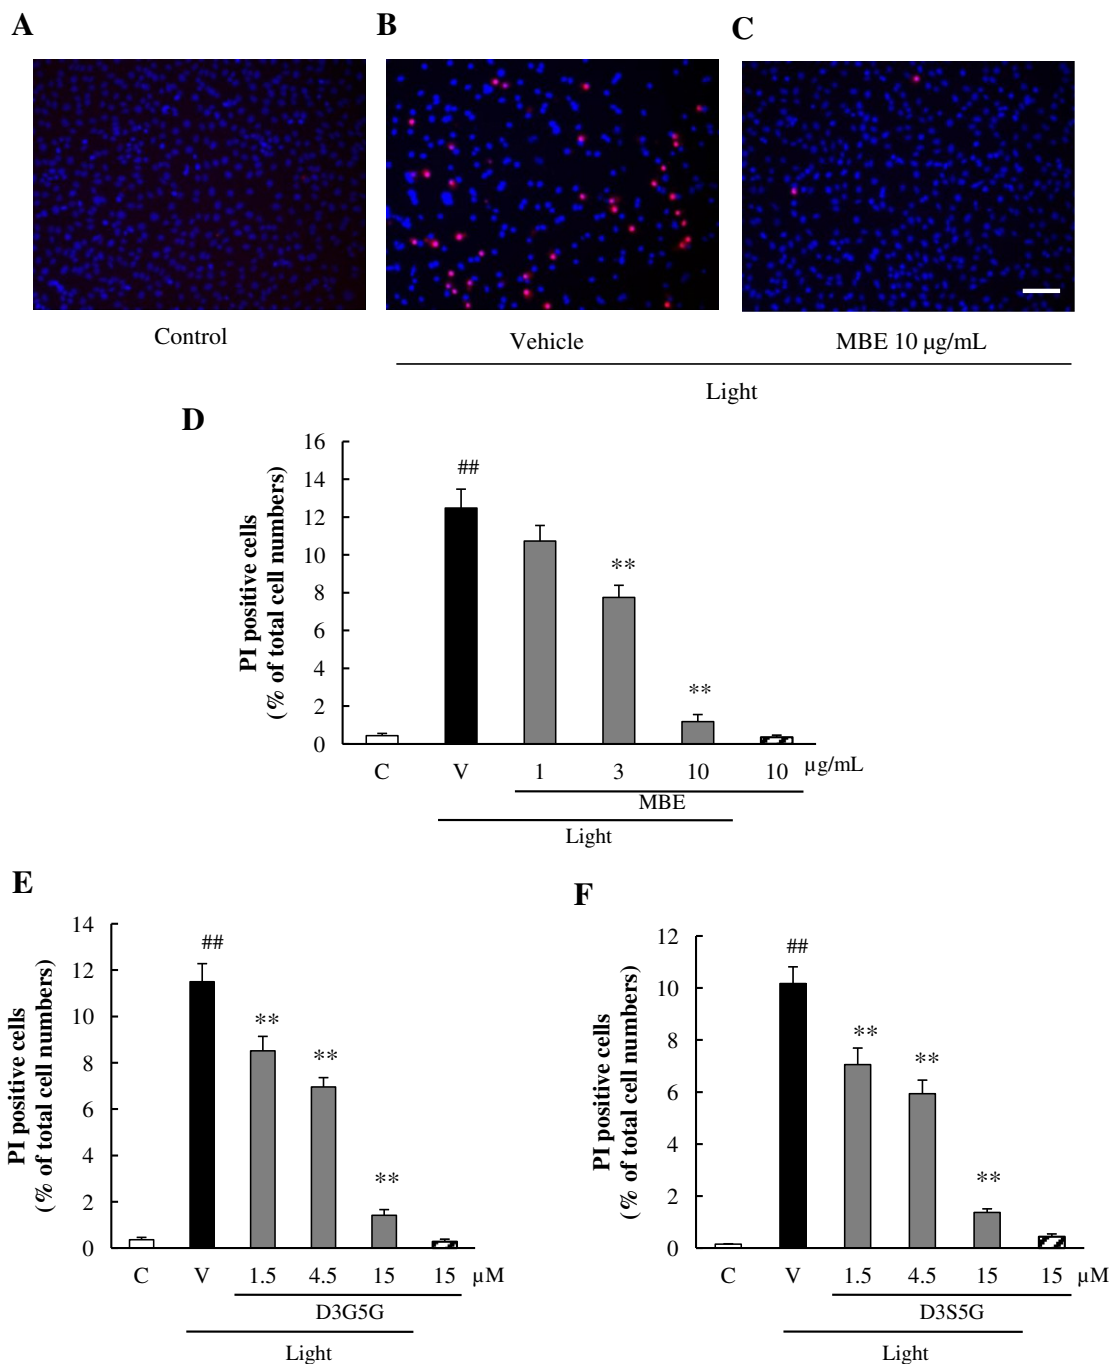 A
B
C
Control
Vehicle
MBE 10 µg/mL
Light
D
PI positive cells
(% of total cell numbers)
16
14
12
10
8
6
4
2
0
##
**
**
C V 1 3 10 10 µg/mL
MBE
Light
E
PI positive cells
(% of total cell numbers)
14
12
10
8
6
4
2
0
##
**
**
**
C V 1.5 4.5 15 15 µM
D3G5G
Light
F
PI positive cells
(% of total cell numbers)
12
10
8
6
4
2
0
##
**
**
**
C V 1.5 4.5 15 15 µM
D3S5G
Light